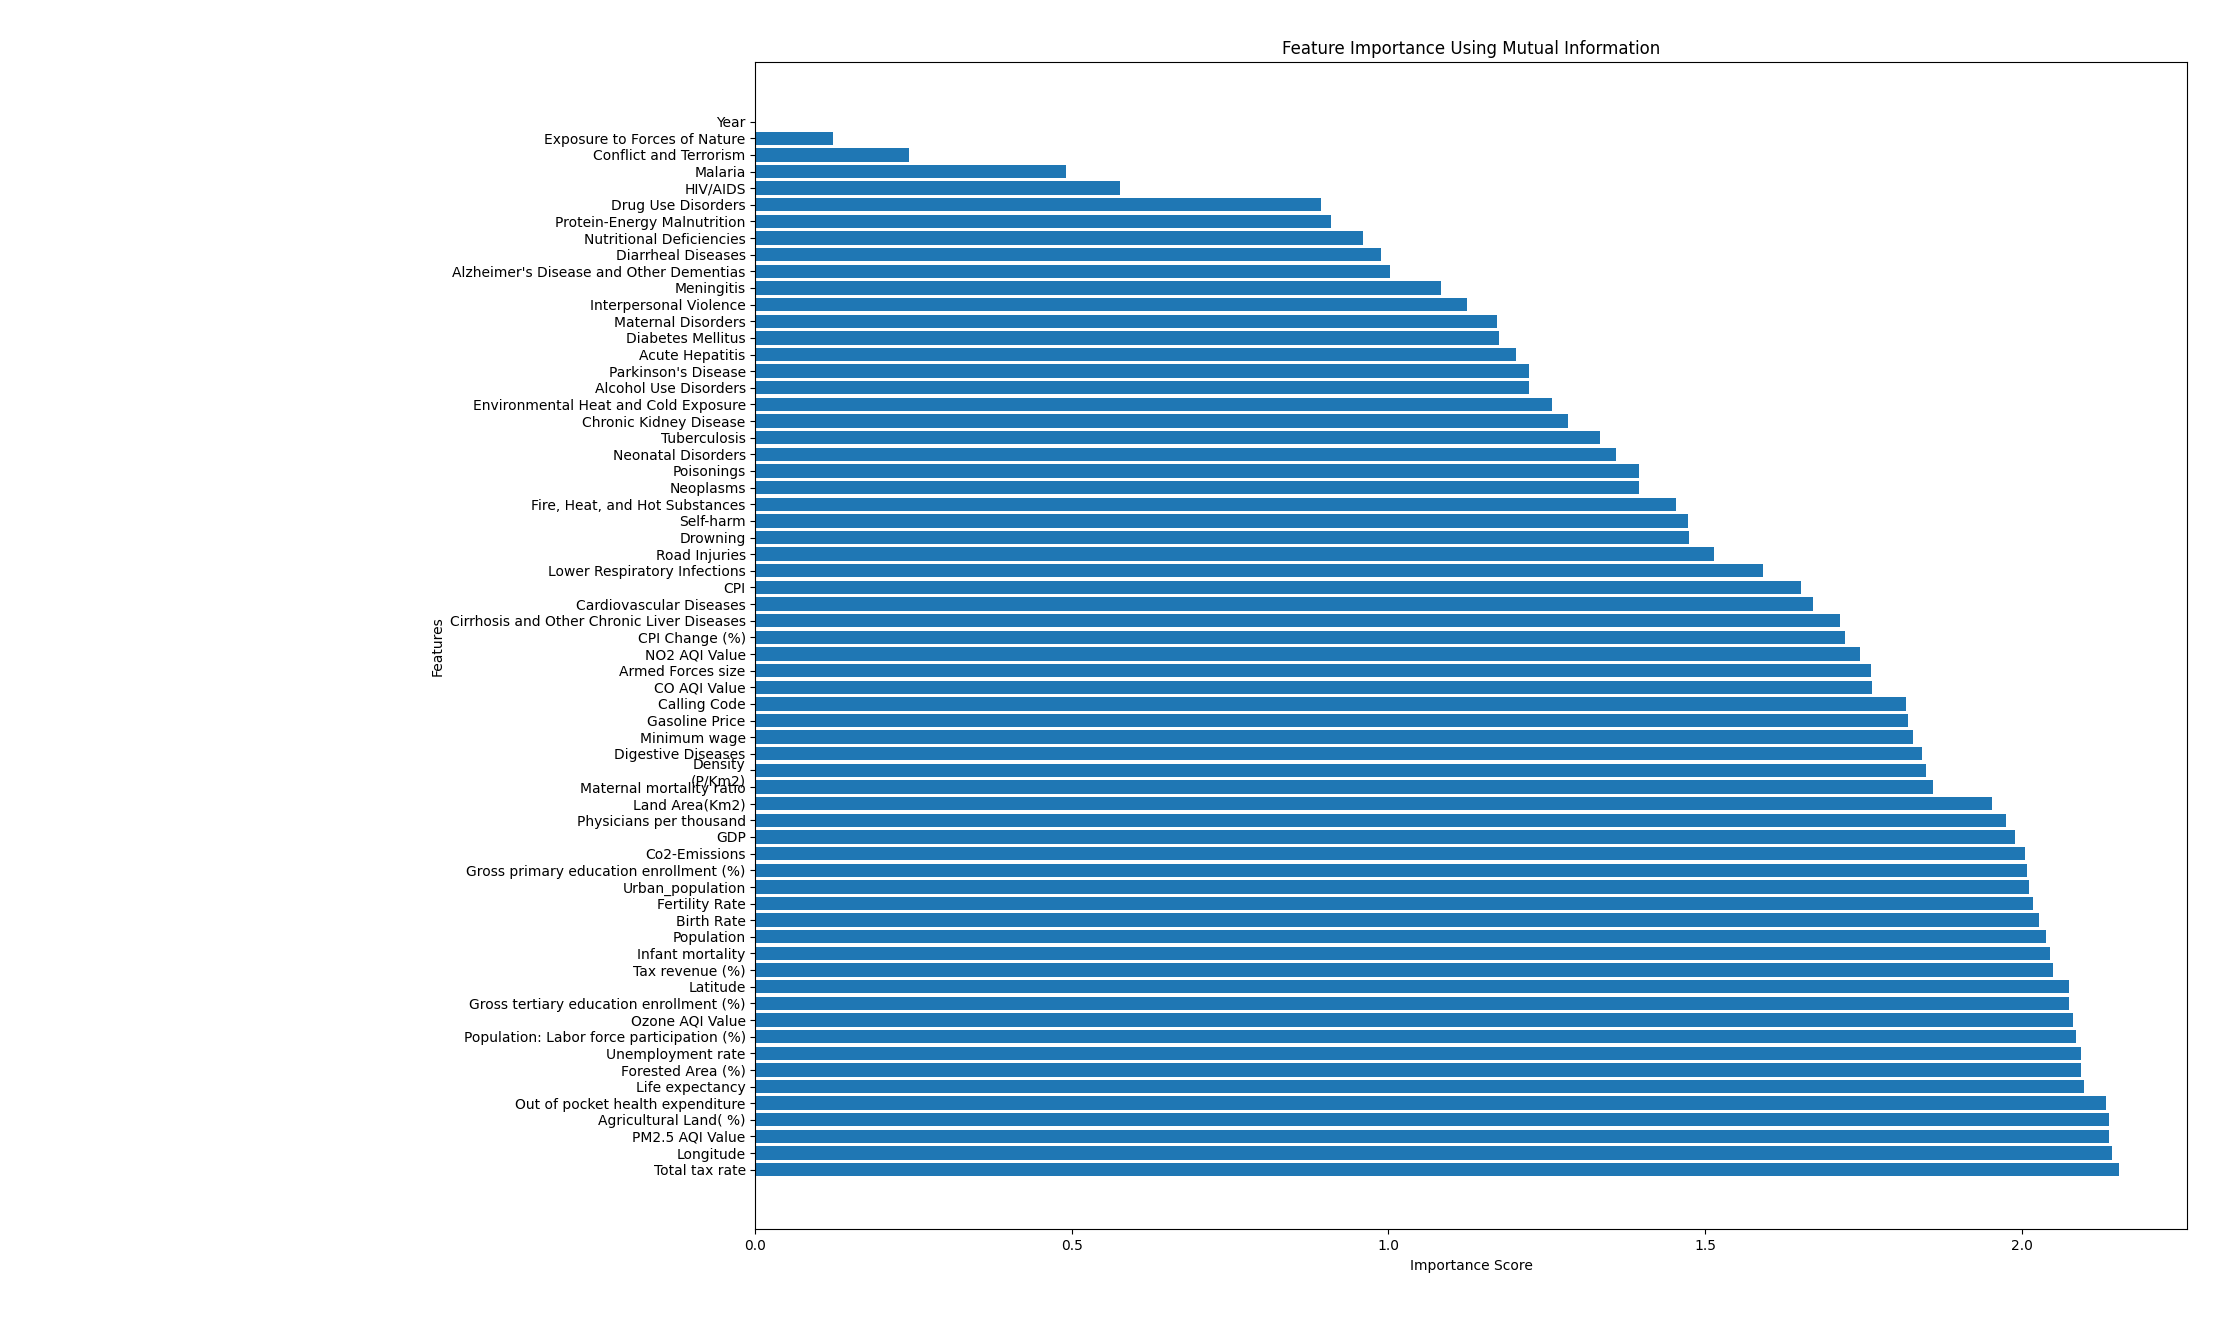 Feature Importance Using Mutual Information
Year
Exposure to Forces of Nature
Conflict and Terrorism
Malaria
HIV/AIDS
Drug Use Disorders
Protein-Energy Malnutrition
Nutritional Deficiencies
Diarrheal Diseases
Alzheimer's Disease and Other Dementias
Meningitis
Interpersonal Violence
Maternal Disorders
Diabetes Mellitus
Acute Hepatitis
Parkinson's Disease
Alcohol Use Disorders
Environmental Heat and Cold Exposure
Chronic Kidney Disease
Tuberculosis
Neonatal Disorders
Poisonings
Neoplasms
Fire, Heat, and Hot Substances
Self-harm
Drowning
Road Injuries
Lower Respiratory Infections
CPI
Cardiovascular Diseases
Cirrhosis and Other Chronic Liver Diseases
CPI Change (%)
NO2 AQI Value
Armed Forces size
CO AQI Value
Calling Code
Gasoline Price
Minimum wage
Digestive Diseases
Density
(P/Km2)
Maternal mortality ratio
Land Area(Km2)
Physicians per thousand
GDP
Co2-Emissions
Gross primary education enrollment (%)
Urban_population
Fertility Rate
Birth Rate
Population
Infant mortality
Tax revenue (%)
Latitude
Gross tertiary education enrollment (%)
Ozone AQI Value
Population: Labor force participation (%)
Unemployment rate
Forested Area (%)
Life expectancy
Out of pocket health expenditure
Agricultural Land( %)
PM2.5 AQI Value
Longitude
Total tax rate
Features
0.0 0.5 1.0 1.5 2.0
Importance Score